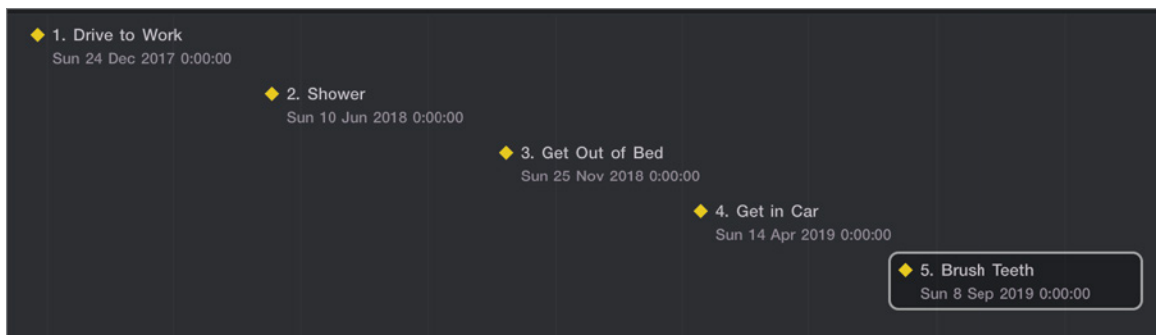 1. Drive to Work
Sun 24 Dec 2017 0:00:00
2. Shower
Sun 10 Jun 2018 0:00:00
3. Get Out of Bed
Sun 25 Nov 2018 0:00:00
4. Get in Car
Sun 14 Apr 2019 0:00:00
5. Brush Teeth
Sun 8 Sep 2019 0:00:00